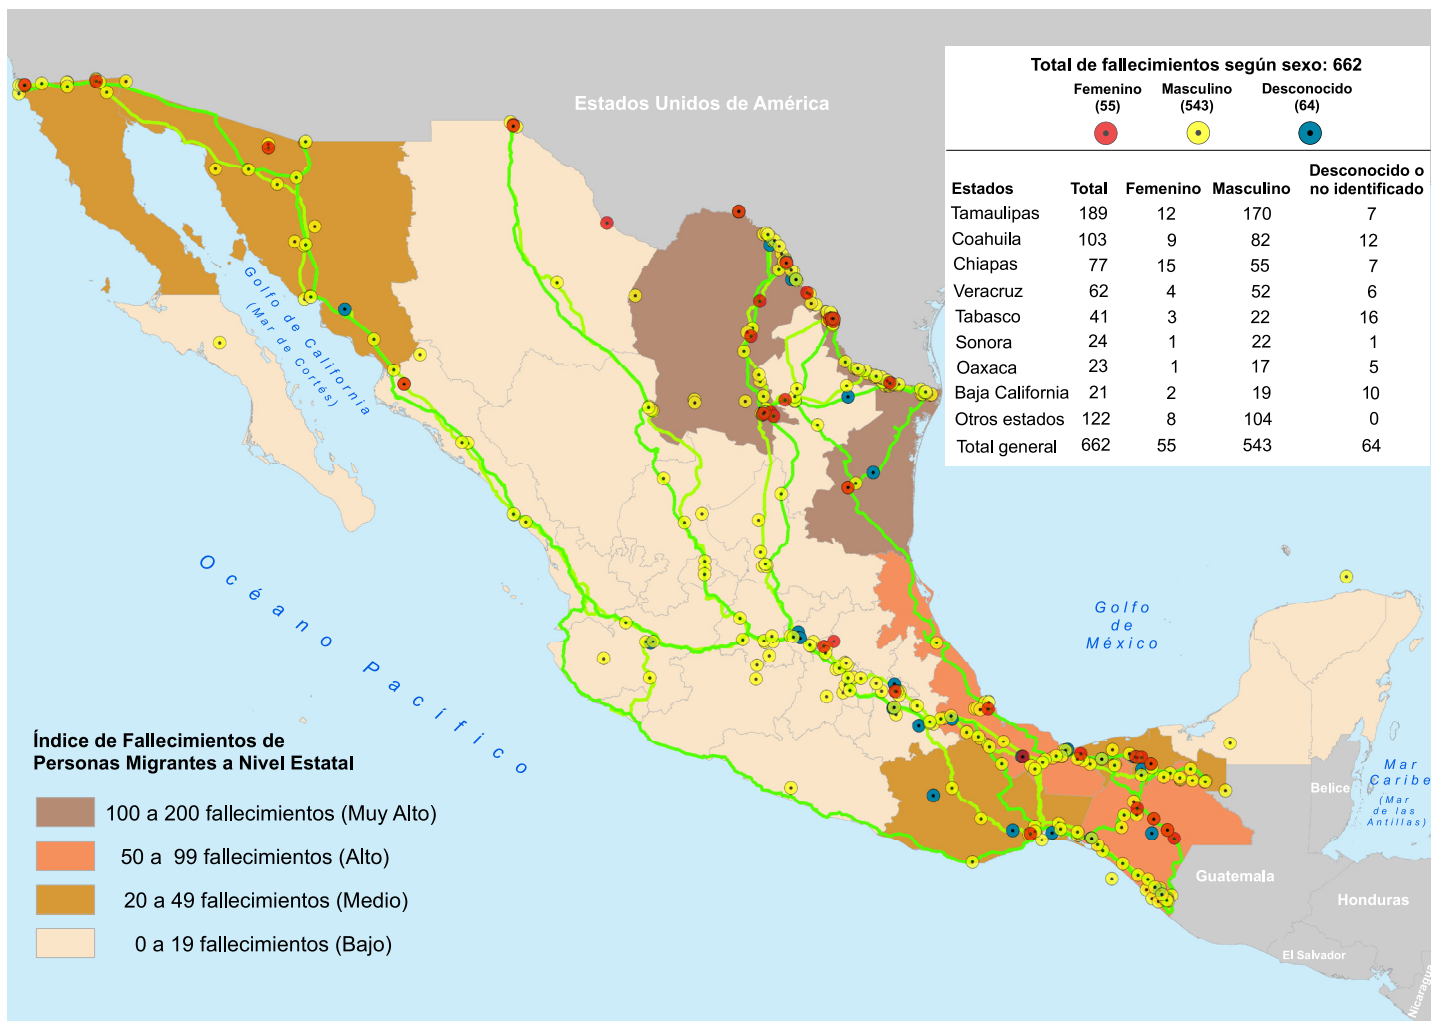 Estados Unidos de América
Total de fallecimientos según sexo: 662
Femenino Masculino Desconocido
(55) (543) (64)
Desconocido o
Estados Total Femenino Masculino no identificado
Tamaulipas 189 12 170 7
Coahuila 103 9 82 12
Chiapas 77 15 55 7
Veracruz 62 4 52 6
Tabasco 41 3 22 16
Sonora 24 1 22 1
Oaxaca 23 1 17 5
Baja California 21 2 19 10
Otros estados 122 8 104 0
Total general 662 55 543 64
Golfo de California
(Mar de Cortés)
Océano Pacífico
Golfo
de
México
Índice de Fallecimientos de
Personas Migrantes a Nivel Estatal
100 a 200 fallecimientos (Muy Alto)
50 a 99 fallecimientos (Alto)
20 a 49 fallecimientos (Medio)
0 a 19 fallecimientos (Bajo)
Belice
Mar
Caribe
(Mar
de las
Antillas)
Guatemala
Honduras
El Salvador
Nicaragua